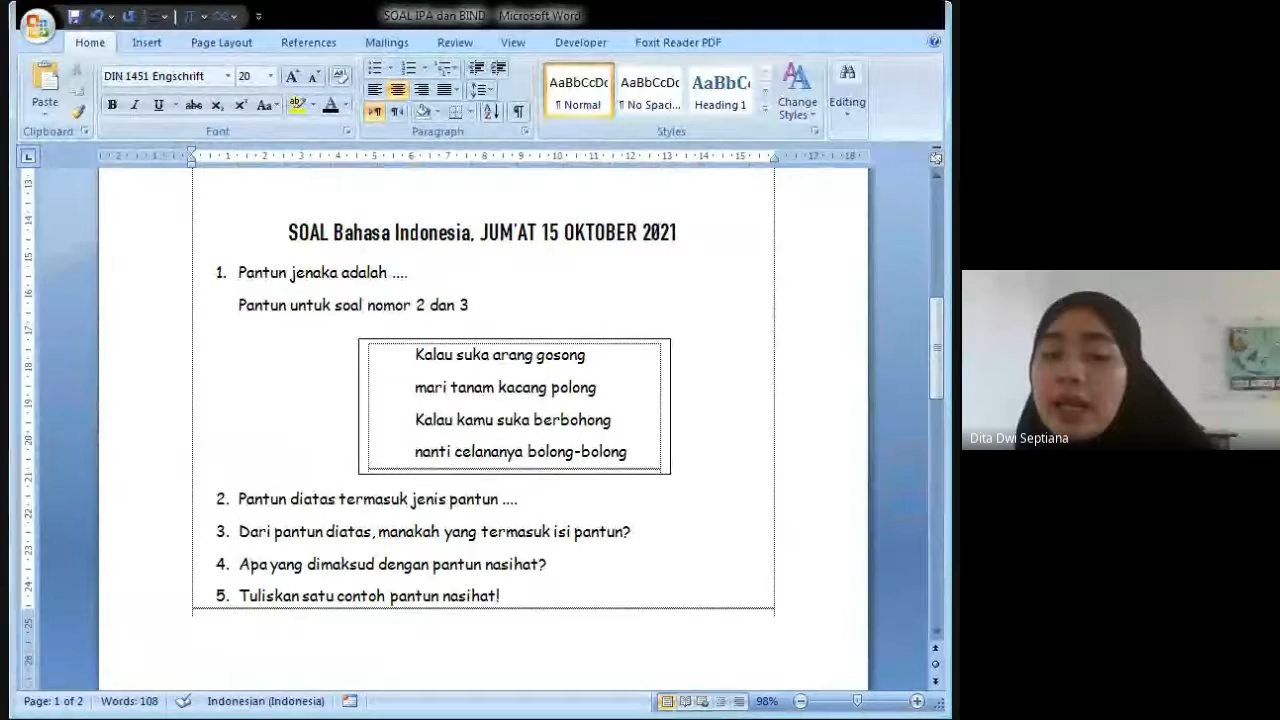 SOAL IPA dan BIND - Microsoft Word
Home Insert Page Layout References Mailings Review View Developer Foxit Reader PDF
DIN 1451 Engschrift 20
AaBbCcDc AaBbCcDc AaBbC
Paste
¶ Normal ¶ No Spaci... Heading 1 Change Styles Editing
Clipboard Font Paragraph Styles
SOAL Bahasa Indonesia, JUM'AT 15 OKTOBER 2021
1. Pantun jenaka adalah ....
Pantun untuk soal nomor 2 dan 3
Kalau suka arang gosong
mari tanam kacang polong
Kalau kamu suka berbohong
nanti celananya bolong-bolong
2. Pantun diatas termasuk jenis pantun ....
3. Dari pantun diatas, manakah yang termasuk isi pantun?
4. Apa yang dimaksud dengan pantun nasihat?
5. Tuliskan satu contoh pantun nasihat!
Dita Dwi Septiana
Page: 1 of 2 Words: 108 Indonesian (Indonesia) 98%